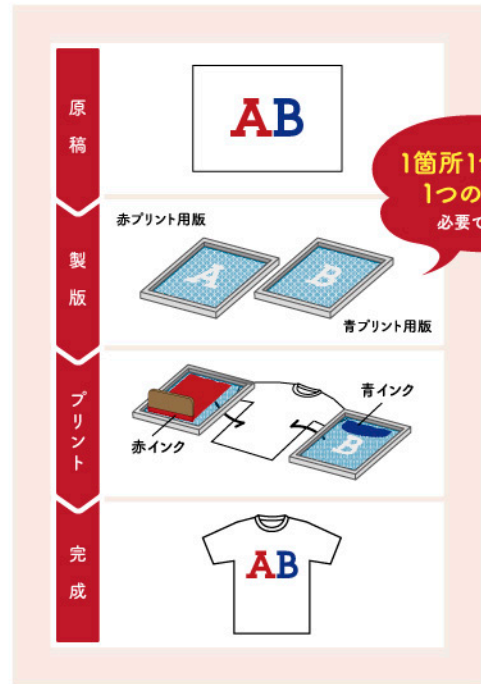 原稿
AB
1箇所1
1つの
必要で
製版
赤プリント用版
A
B
青プリント用版
プリント
青インク
赤インク
B
完成
AB